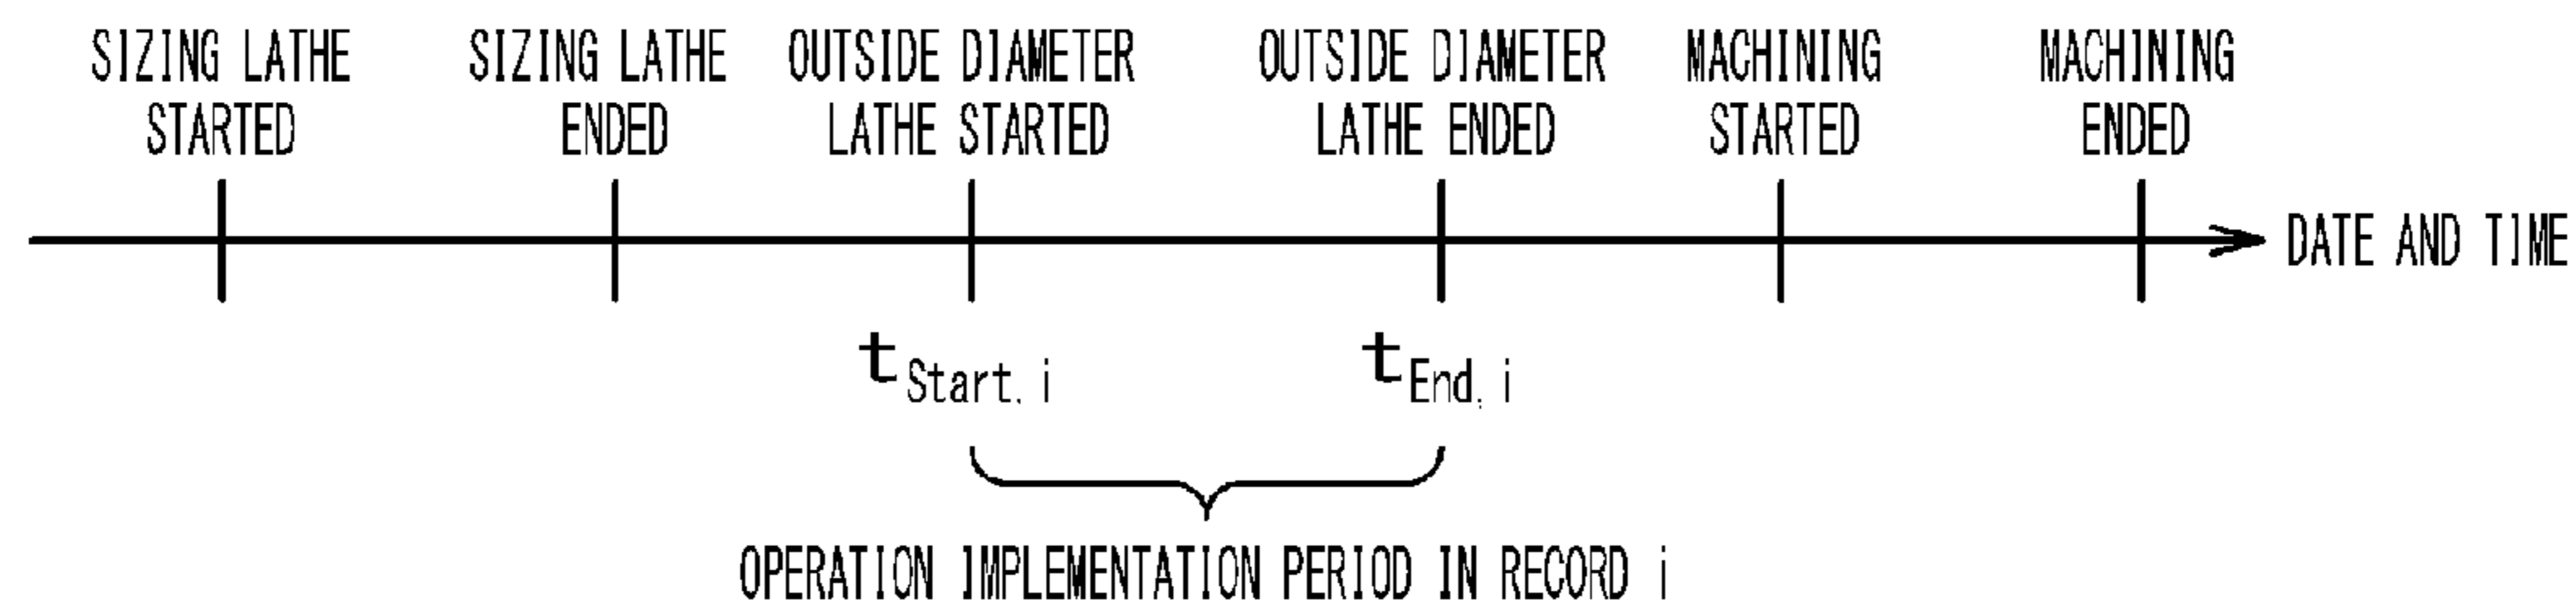 SIZING LATHE
STARTED
SIZING LATHE
ENDED
OUTSIDE DIAMETER
LATHE STARTED
OUTSIDE DIAMETER
LATHE ENDED
MACHINING
STARTED
MACHINING
ENDED
DATE AND TIME
tStart, i
tEnd, i
OPERATION IMPLEMENTATION PERIOD IN RECORD i